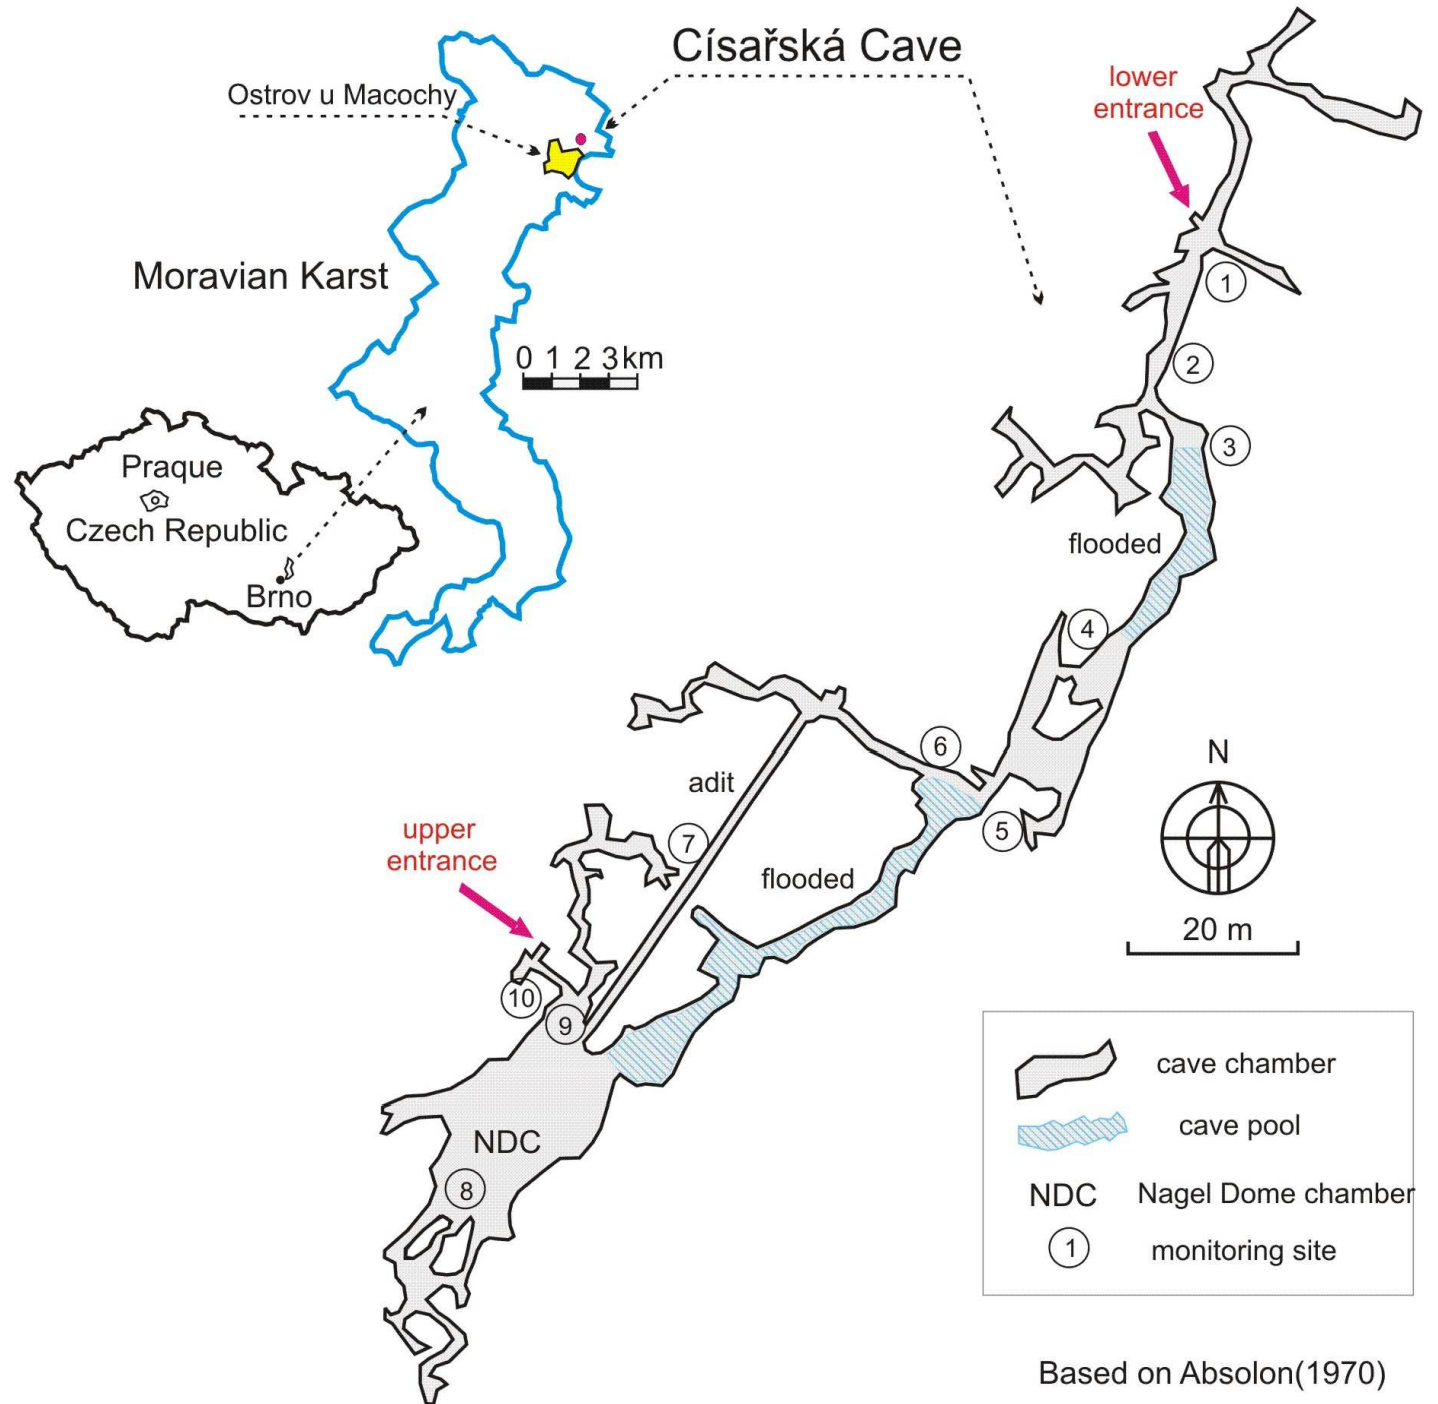 Císařská Cave
Ostrov u Macochy
lower
entrance
Moravian Karst
0 1 2 3 km
1
2
3
Praque
Czech Republic
Brno
flooded
4
6
N
adit
5
upper
entrance
7
flooded
20 m
10
9
NDC
8
cave chamber
cave pool
NDC Nagel Dome chamber
1 monitoring site
Based on Absolon(1970)